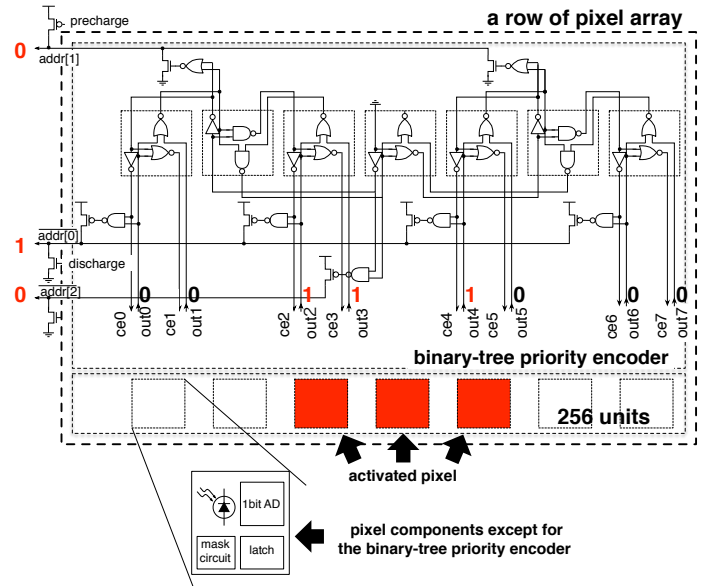 precharge
a row of pixel array
0
addr[1]
addr[0]
1
discharge
addr[2]
0
0 0 1 1 1 0 0 0
ce0 out0 ce1 out1 ce2 out2 ce3 out3 ce4 out4 ce5 out5 ce6 out6 ce7 out7
binary-tree priority encoder
256 units
activated pixel
1bit AD
mask
circuit
latch
pixel components except for
the binary-tree priority encoder